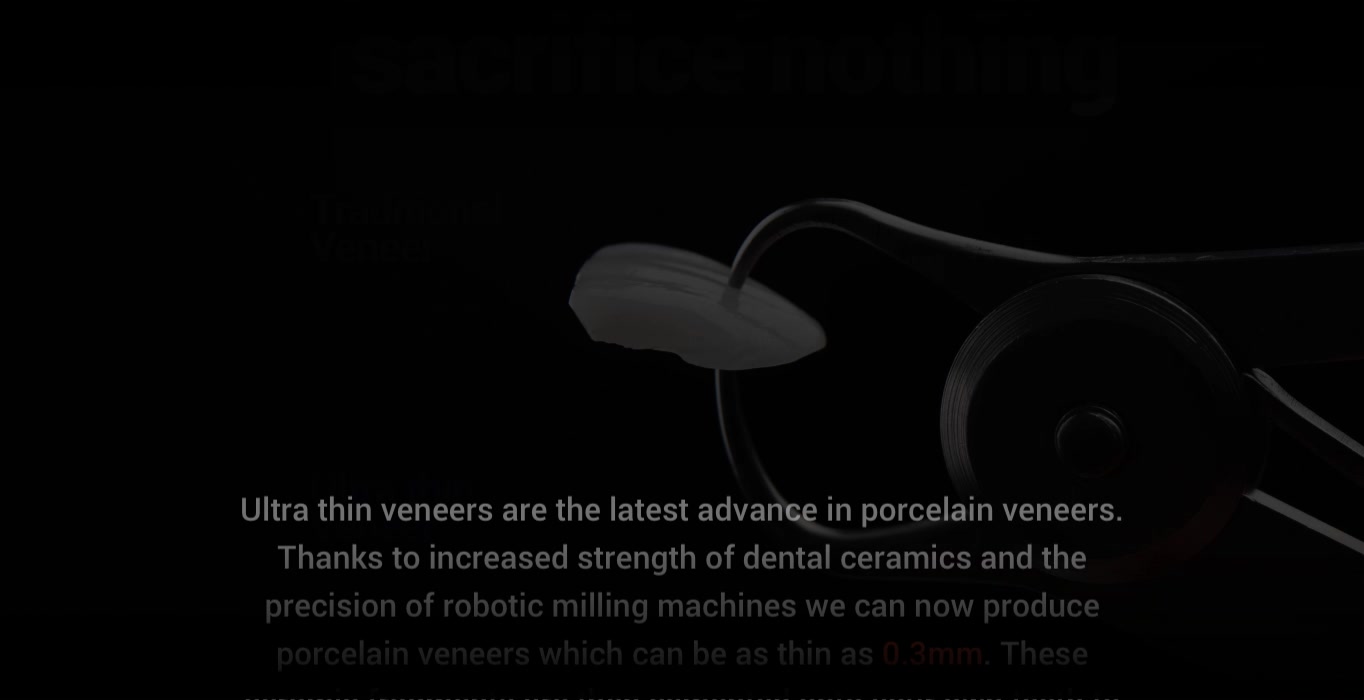 sacrifice nothing
Traditional
Veneer
Ultra thin veneers are the latest advance in porcelain veneers.
Thanks to increased strength of dental ceramics and the
precision of robotic milling machines we can now produce
porcelain veneers which can be as thin as 0.3mm. These